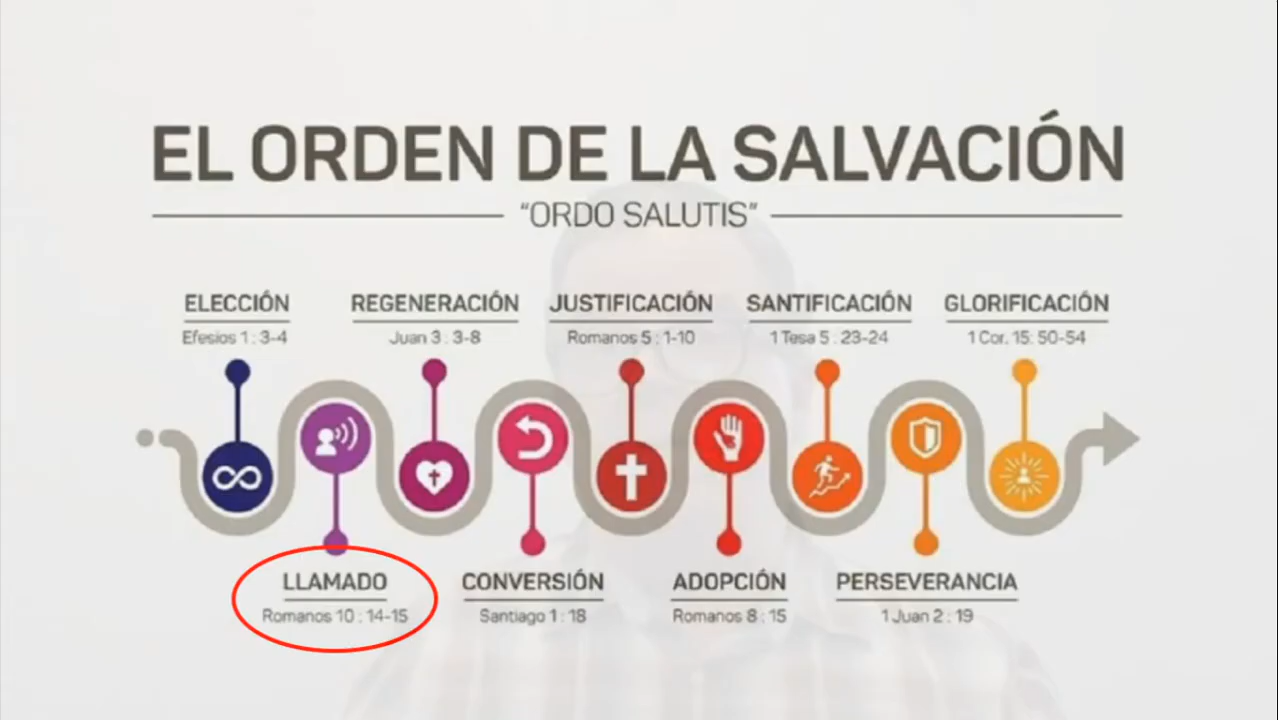 EL ORDEN DE LA SALVACIÓN
"ORDO SALUTIS"
ELECCIÓN
Efesios 1 : 3-4
LLAMADO
Romanos 10 : 14-15
REGENERACIÓN
Juan 3 : 3-8
CONVERSIÓN
Santiago 1 : 18
JUSTIFICACIÓN
Romanos 5 : 1-10
ADOPCIÓN
Romanos 8 : 15
SANTIFICACIÓN
1 Tesa 5 : 23-24
PERSEVERANCIA
1 Juan 2 : 19
GLORIFICACIÓN
1 Cor. 15: 50-54